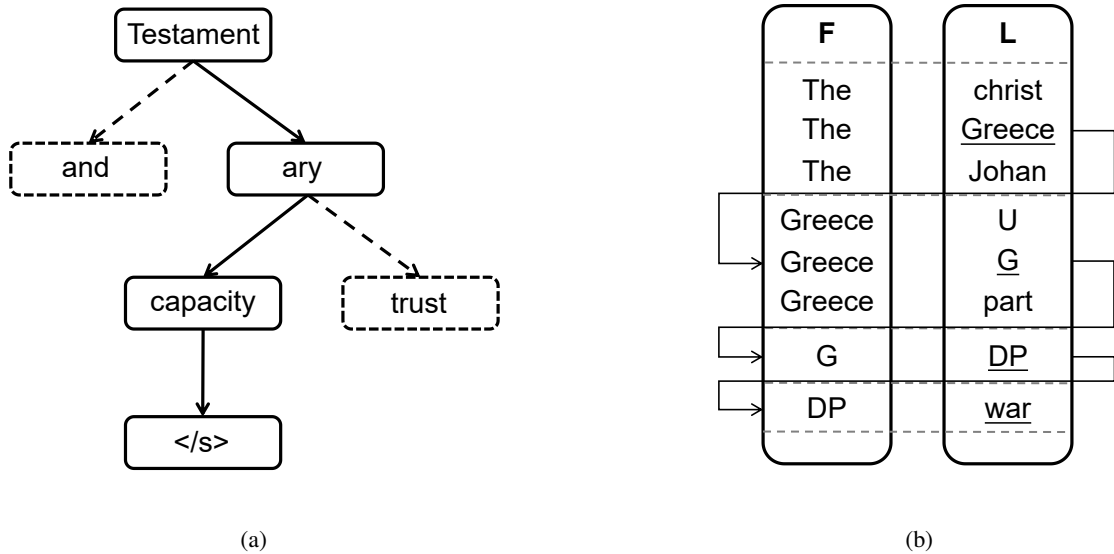 Testament
and
ary
capacity
trust
</s>
(a)
F L
The christ
The Greece
The Johan
Greece U
Greece G
Greece part
G DP
DP war
(b)